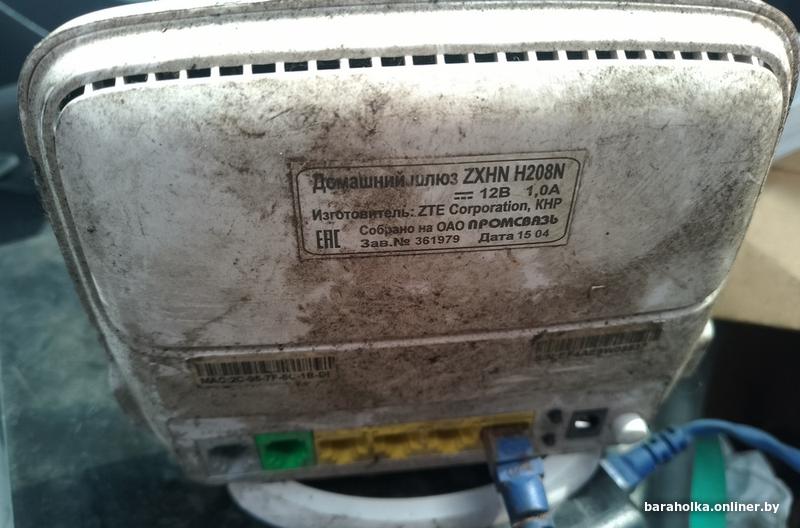 Домашний шлюз ZXHN H208N
12В 1,0А
Изготовитель: ZTE Corporation, КНР
Собрано на ОАО ПРОМСВЯЗЬ
EAC Зав.№ 361979 Дата 15 04
baraholka.onliner.by